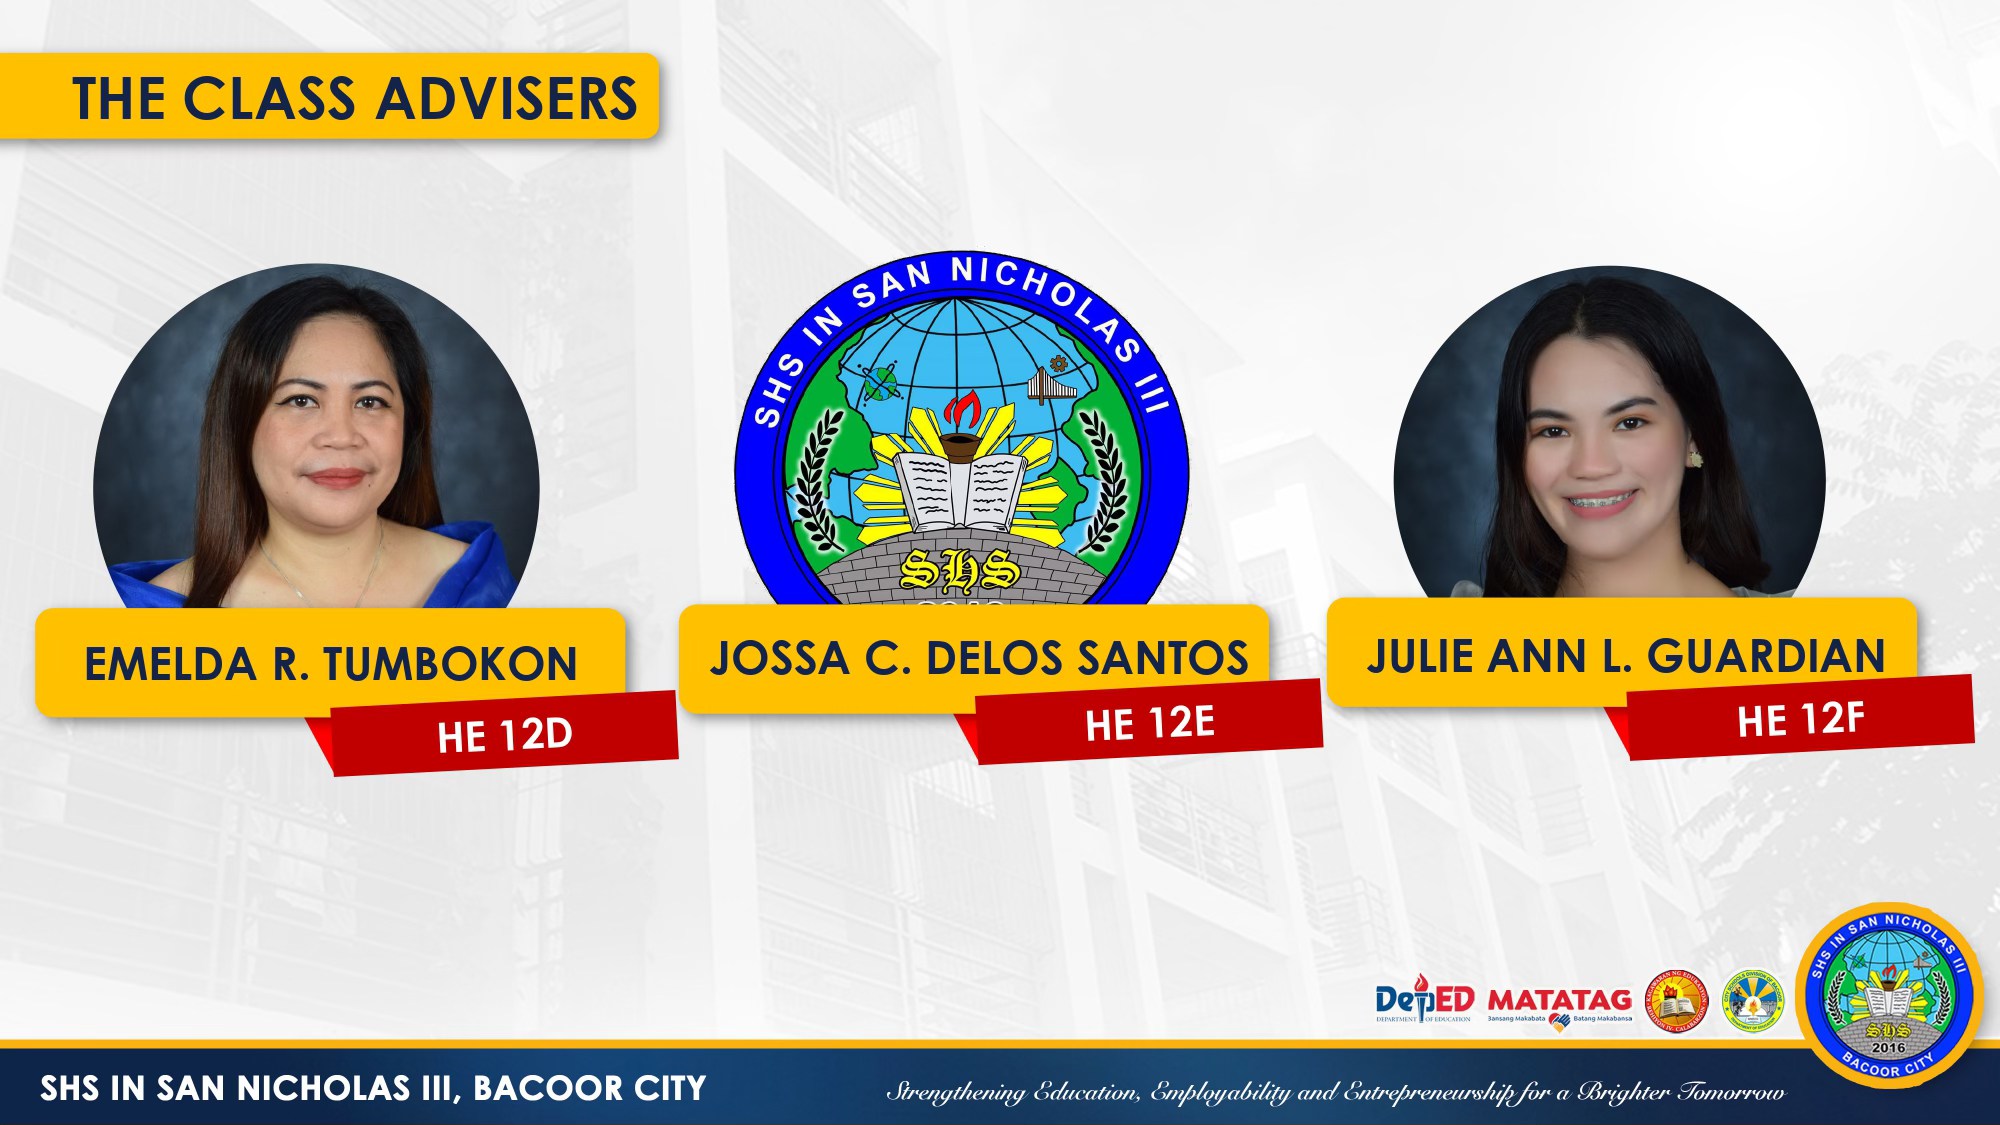 THE CLASS ADVISERS
SHS IN SAN NICHOLAS III
SHS
EMELDA R. TUMBOKON
HE 12D
JOSSA C. DELOS SANTOS
HE 12E
JULIE ANN L. GUARDIAN
HE 12F
DepED
DEPARTMENT OF EDUCATION
MATATAG
Bansang Makabata
Batang Makabansa
SHS IN SAN NICHOLAS III
SHS
2016
BACOOR CITY
SHS IN SAN NICHOLAS III, BACOOR CITY
Strengthening Education, Employability and Entrepreneurship for a Brighter Tomorrow